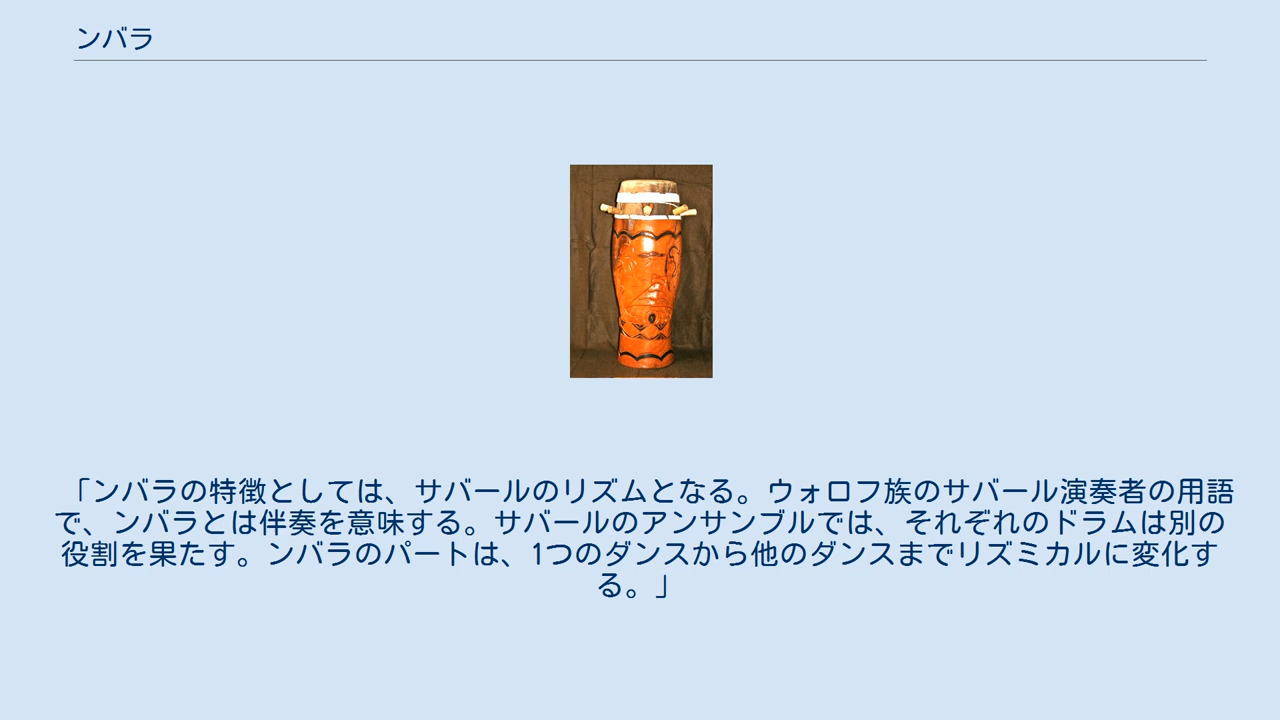 ンバラ
「ンバラの特徴としては、サバールのリズムとなる。ウォロフ族のサバール演奏者の用語
で、ンバラとは伴奏を意味する。サバールのアンサンブルでは、それぞれのドラムは別の
役割を果たす。ンバラのパートは、1つのダンスから他のダンスまでリズミカルに変化す
る。」